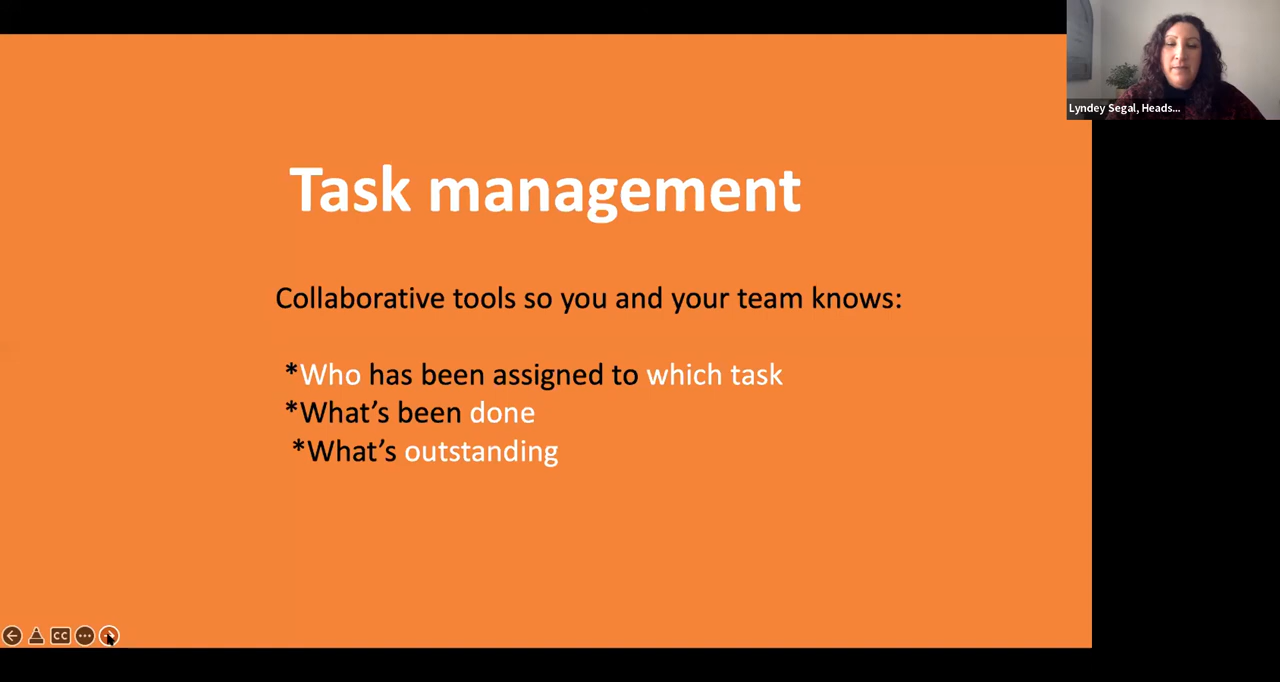 Task management
Collaborative tools so you and your team knows:
*Who has been assigned to which task
*What’s been done
*What’s outstanding
Lyndey Segal, Heads...
CC